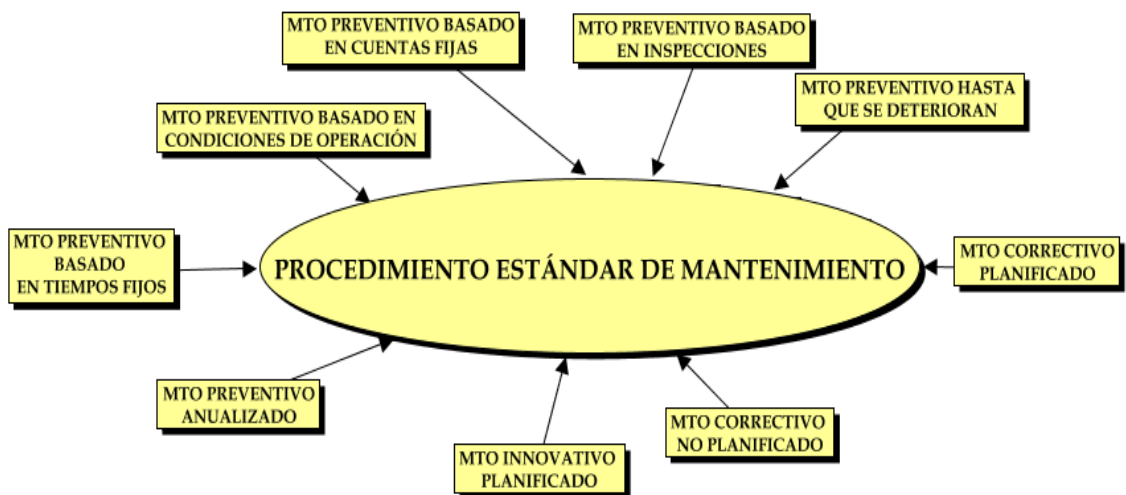 MTO PREVENTIVO BASADO
EN CUENTAS FIJAS
MTO PREVENTIVO BASADO
EN INSPECCIONES
MTO PREVENTIVO HASTA
QUE SE DETERIORAN
MTO PREVENTIVO BASADO EN
CONDICIONES DE OPERACIÓN
MTO PREVENTIVO
BASADO
EN TIEMPOS FIJOS
PROCEDIMIENTO ESTÁNDAR DE MANTENIMIENTO
MTO CORRECTIVO
PLANIFICADO
MTO PREVENTIVO
ANUALIZADO
MTO INNOVATIVO
PLANIFICADO
MTO CORRECTIVO
NO PLANIFICADO